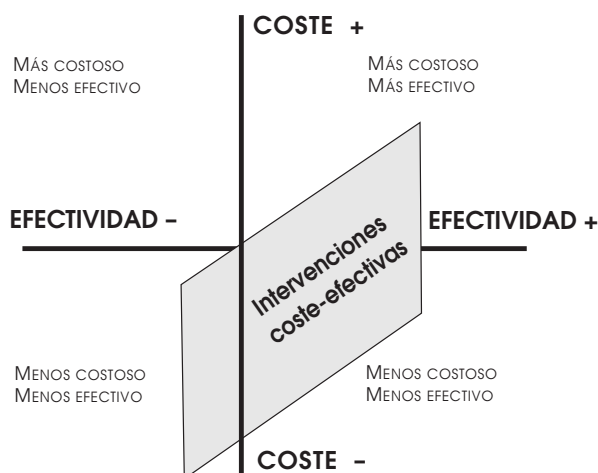 COSTE +
MÁS COSTOSO
MENOS EFECTIVO
MÁS COSTOSO
MÁS EFECTIVO
EFECTIVIDAD –
EFECTIVIDAD +
Intervenciones
coste-efectivas
MENOS COSTOSO
MENOS EFECTIVO
MENOS COSTOSO
MENOS EFECTIVO
COSTE –